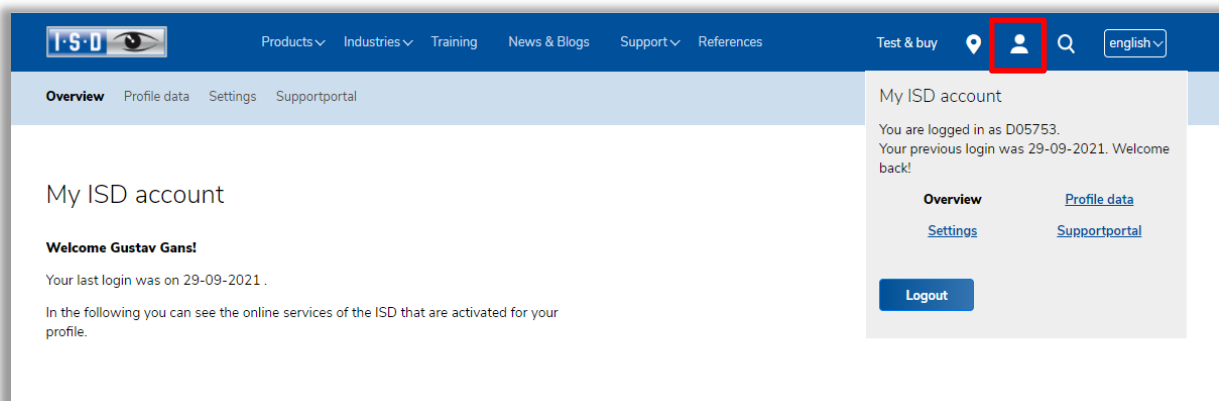 I·S·D
Products Industries Training News & Blogs Support References Test & buy english
Overview Profile data Settings Supportportal
My ISD account
You are logged in as D05753.
Your previous login was 29-09-2021. Welcome
back!
Overview Profile data
Settings Supportportal
Logout
My ISD account
Welcome Gustav Gans!
Your last login was on 29-09-2021 .
In the following you can see the online services of the ISD that are activated for your
profile.